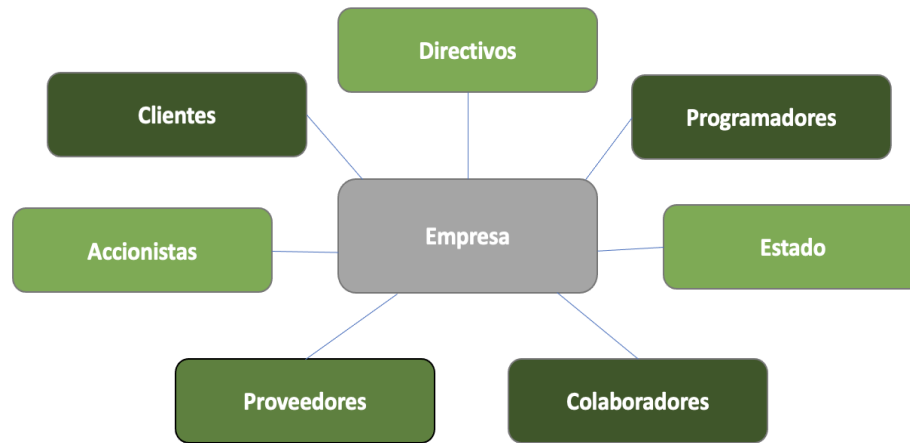 Directivos
Clientes
Programadores
Empresa
Accionistas
Estado
Proveedores
Colaboradores